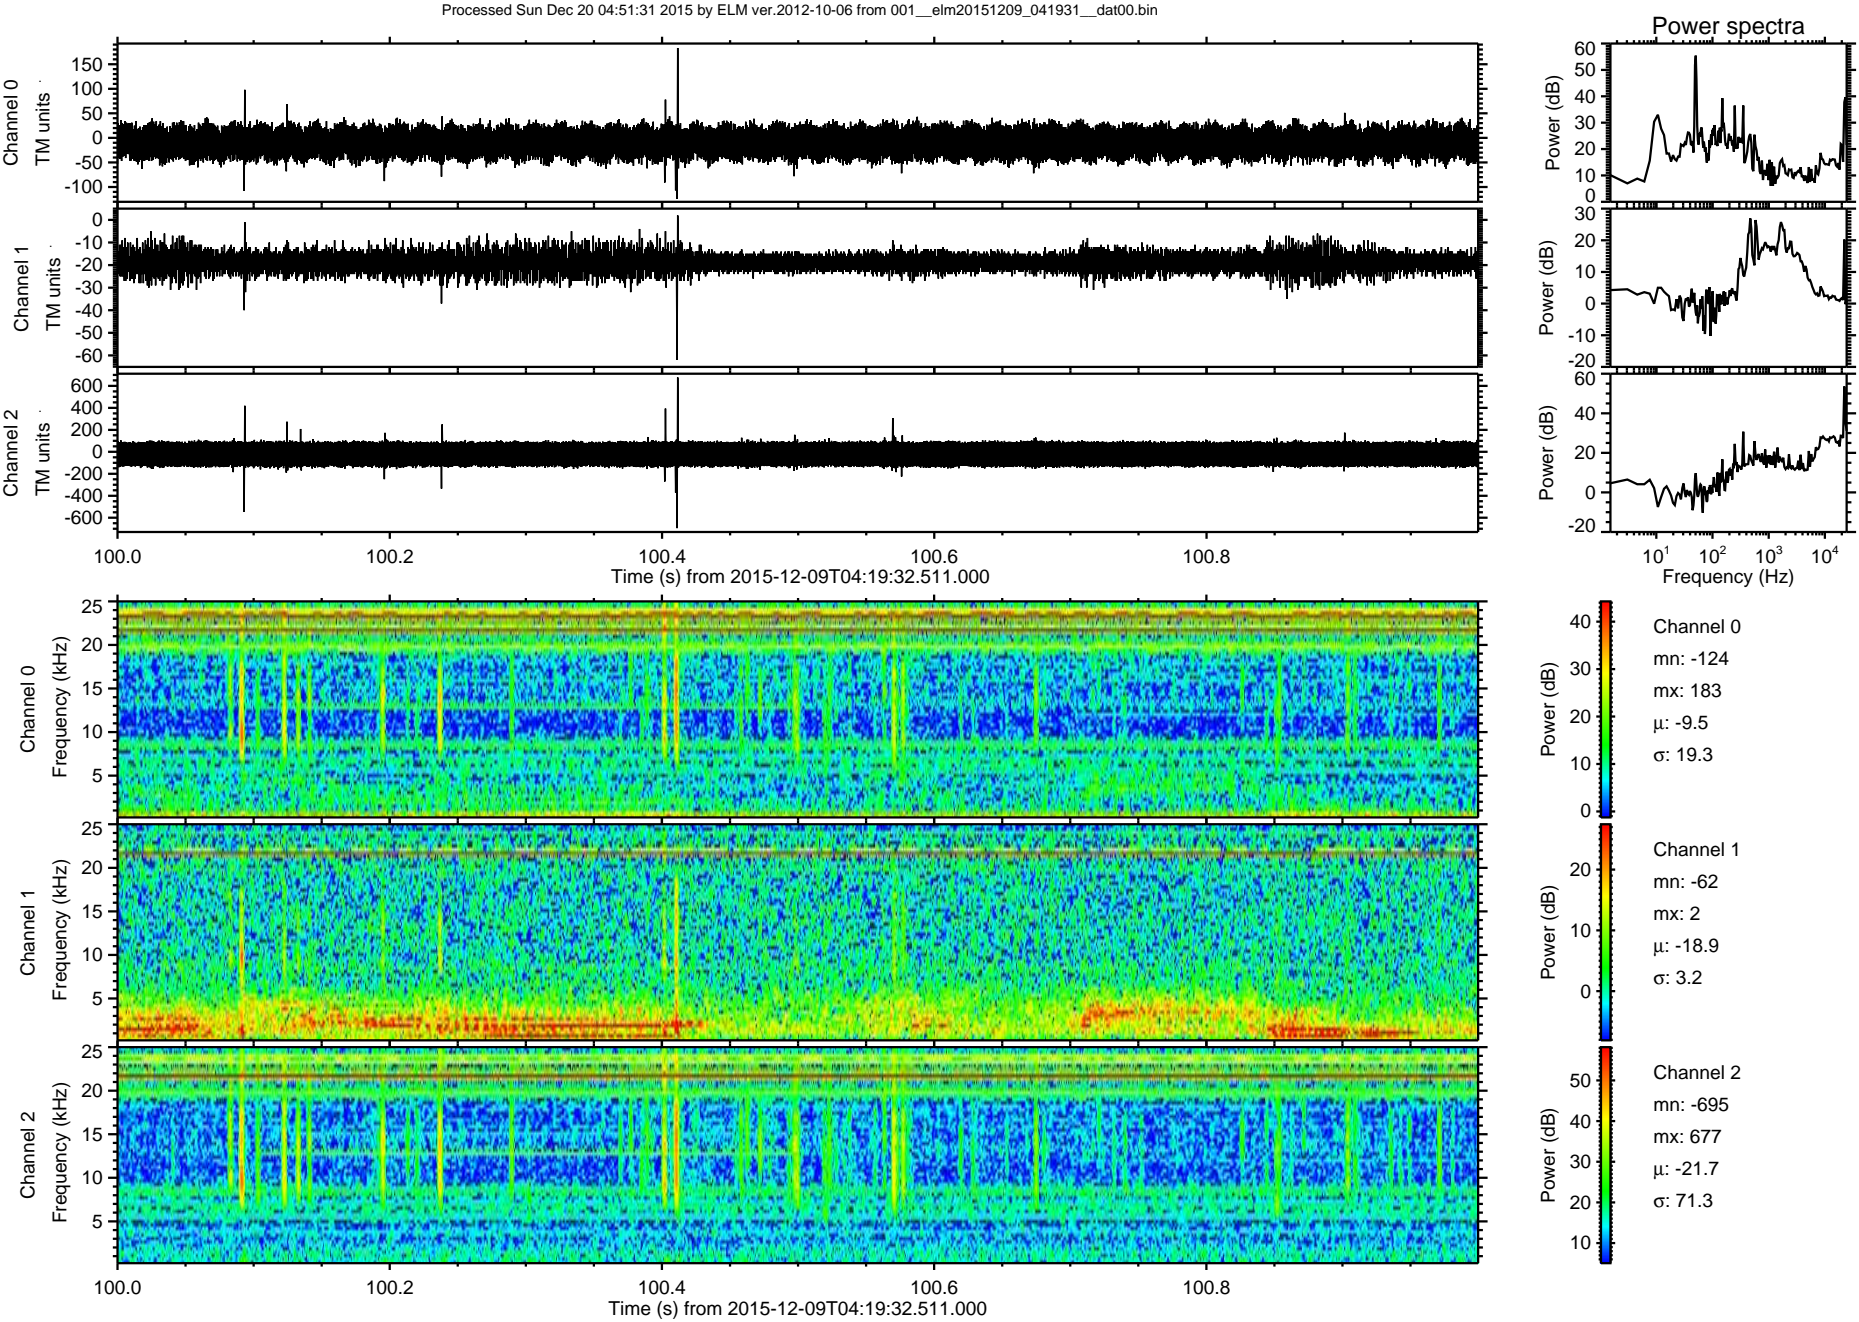 Processed Sun Dec 20 04:51:31 2015 by ELM ver.2012-10-06 from 001__elm20151209_041931__dat00.bin
Power spectra
Channel 0
TM units
150
100
50
0
-50
-100
Power (dB)
60
50
40
30
20
10
0
Channel 1
TM units
0
-10
-20
-30
-40
-50
-60
Power (dB)
30
20
10
0
-10
-20
Channel 2
TM units
600
400
200
0
-200
-400
-600
Power (dB)
60
40
20
0
-20
100.0 100.2 100.4 100.6 100.8
Time (s) from 2015-12-09T04:19:32.511.000
10¹ 10² 10³ 10⁴
Frequency (Hz)
Channel 0
Frequency (kHz)
25
20
15
10
5
Power (dB)
40
30
20
10
0
Channel 0
mn: -124
mx: 183
μ: -9.5
σ: 19.3
Channel 1
Frequency (kHz)
25
20
15
10
5
Power (dB)
20
10
0
Channel 1
mn: -62
mx: 2
μ: -18.9
σ: 3.2
Channel 2
Frequency (kHz)
25
20
15
10
5
Power (dB)
50
40
30
20
10
Channel 2
mn: -695
mx: 677
μ: -21.7
σ: 71.3
100.0 100.2 100.4 100.6 100.8
Time (s) from 2015-12-09T04:19:32.511.000